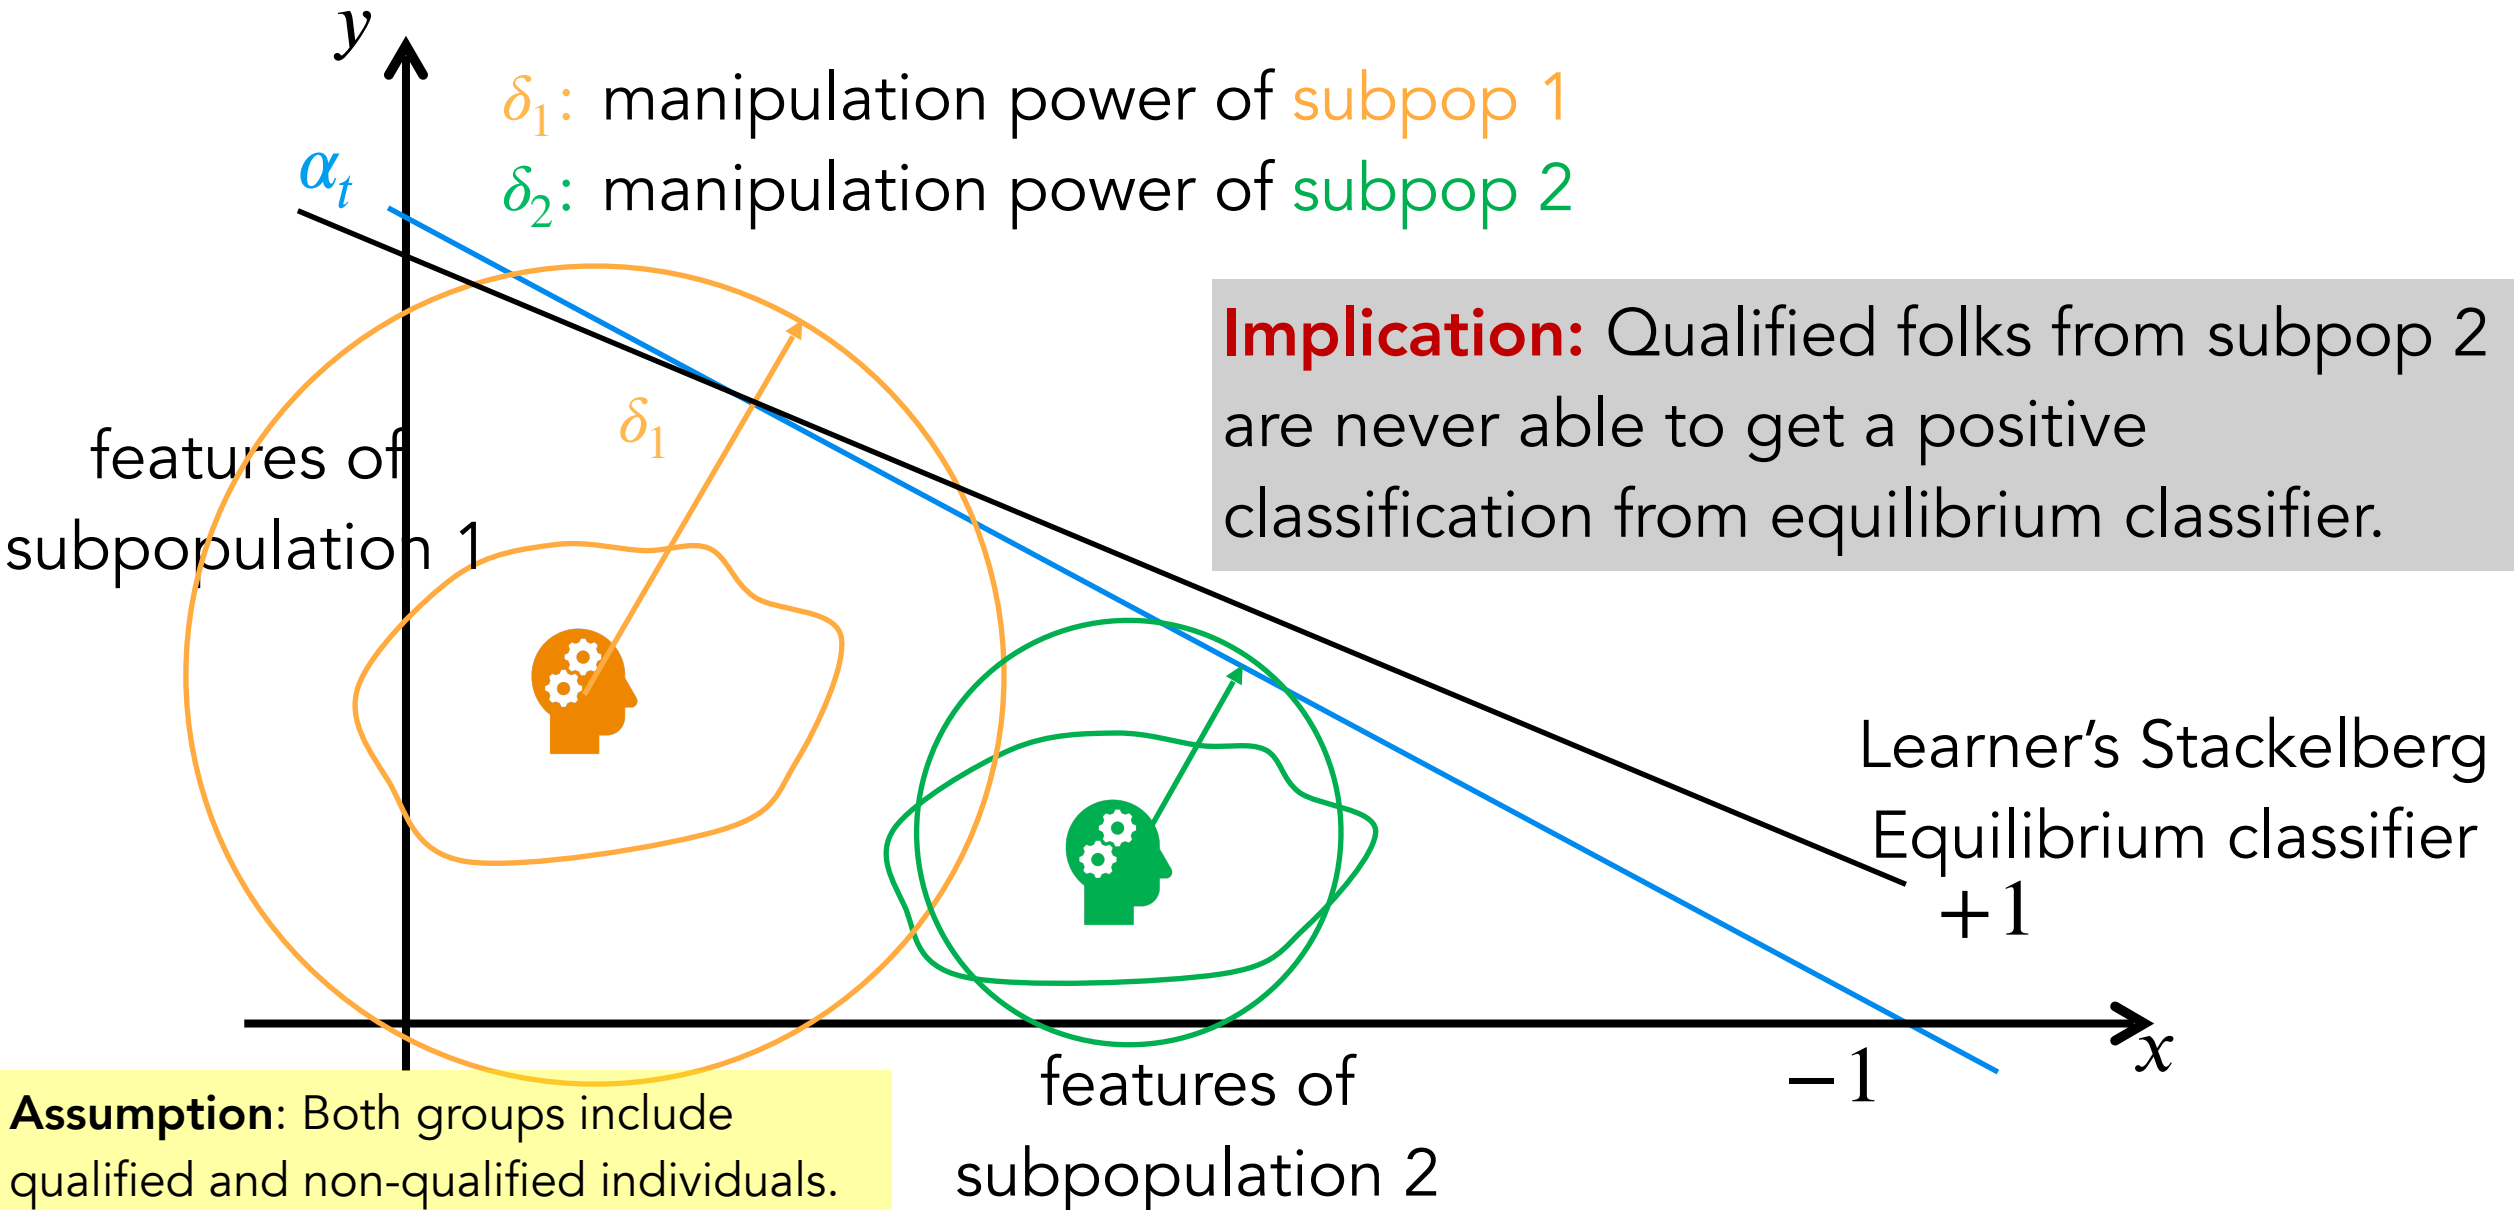 y
δ1: manipulation power of subpop 1
αt
δ2: manipulation power of subpop 2
Implication: Qualified folks from subpop 2
are never able to get a positive
classification from equilibrium classifier.
δ1
features of
subpopulation 1
Learner’s Stackelberg
Equilibrium classifier
+1
x
−1
features of
subpopulation 2
Assumption: Both groups include
qualified and non-qualified individuals.